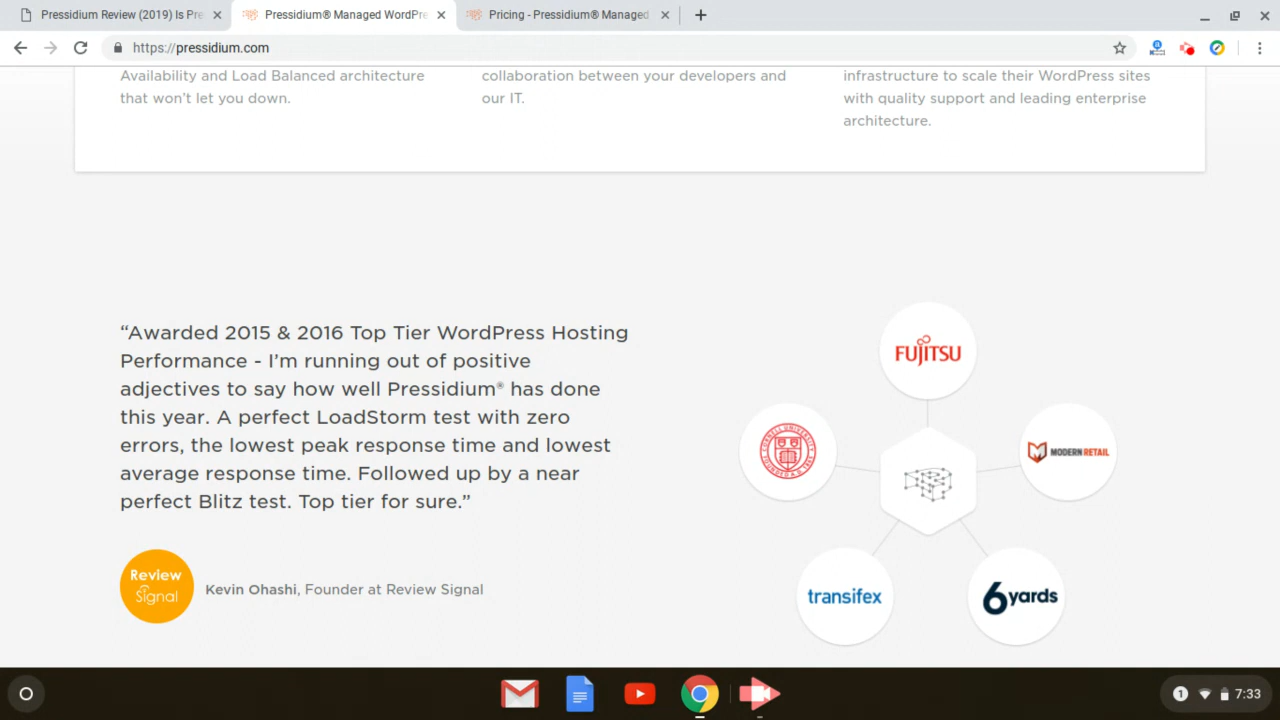 Pressidium Review (2019) Is Pre
Pressidium® Managed WordPre
Pricing - Pressidium® Managed
https://pressidium.com
Availability and Load Balanced architecture
that won't let you down.
collaboration between your developers and
our IT.
infrastructure to scale their WordPress sites
with quality support and leading enterprise
architecture.
“Awarded 2015 & 2016 Top Tier WordPress Hosting
Performance - I’m running out of positive
adjectives to say how well Pressidium® has done
this year. A perfect LoadStorm test with zero
errors, the lowest peak response time and lowest
average response time. Followed up by a near
perfect Blitz test. Top tier for sure.”
Review
Signal
Kevin Ohashi, Founder at Review Signal
FUJITSU
MODERN RETAIL
transifex
6yards
1
7:33